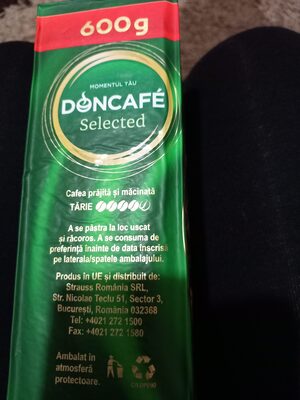 600g
MOMENTUL TĂU
DONCAFÉ
Selected
Cafea prăjită și măcinată
TĂRIE
A se păstra la loc uscat
și răcoros. A se consuma de
preferință înainte de data înscrisă
pe laterala/spatele ambalajului.
Produs în UE și distribuit de:
Strauss România SRL,
Str. Nicolae Teclu 51, Sector 3,
București, România 032368
Tel: +4021 272 1500
Fax: +4021 272 1580
Ambalat în
atmosferă
protectoare.